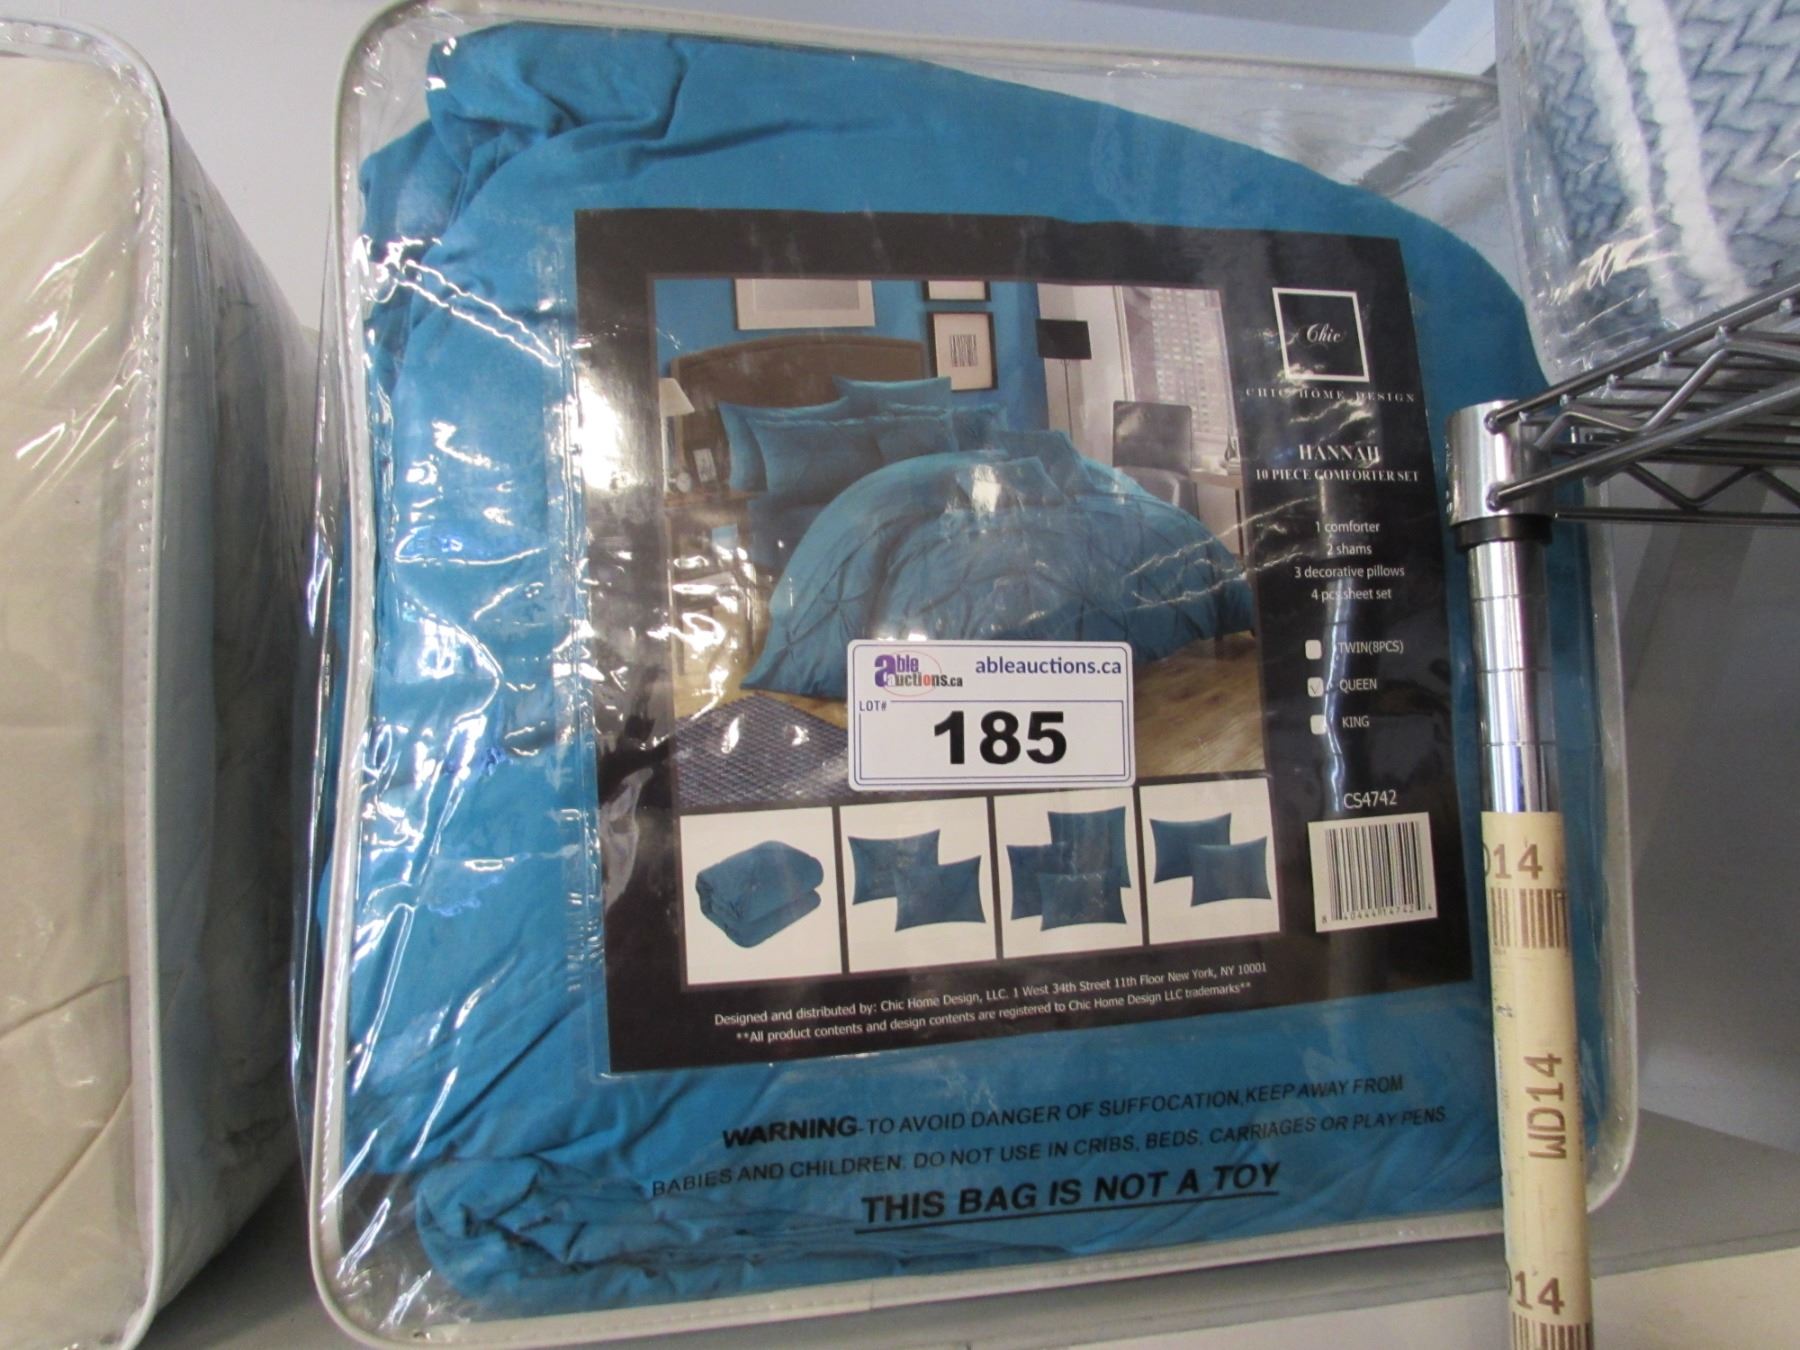 Chic
CHIC HOME DESIGN
HANNAH
10 PIECE COMFORTER SET
1 comforter
2 shams
3 decorative pillows
4 pcs sheet set
TWIN(8PCS)
QUEEN
KING
CS4742
able auctions.ca
ableauctions.ca
LOT#
185
Designed and distributed by: Chic Home Design, LLC. 1 West 34th Street 11th Floor New York, NY 10001
**All product contents and design contents are registered to Chic Home Design LLC trademarks**
WARNING-TO AVOID DANGER OF SUFFOCATION,KEEP AWAY FROM
BABIES AND CHILDREN. DO NOT USE IN CRIBS, BEDS, CARRIAGES OR PLAY PENS
THIS BAG IS NOT A TOY
D14
WD14
014